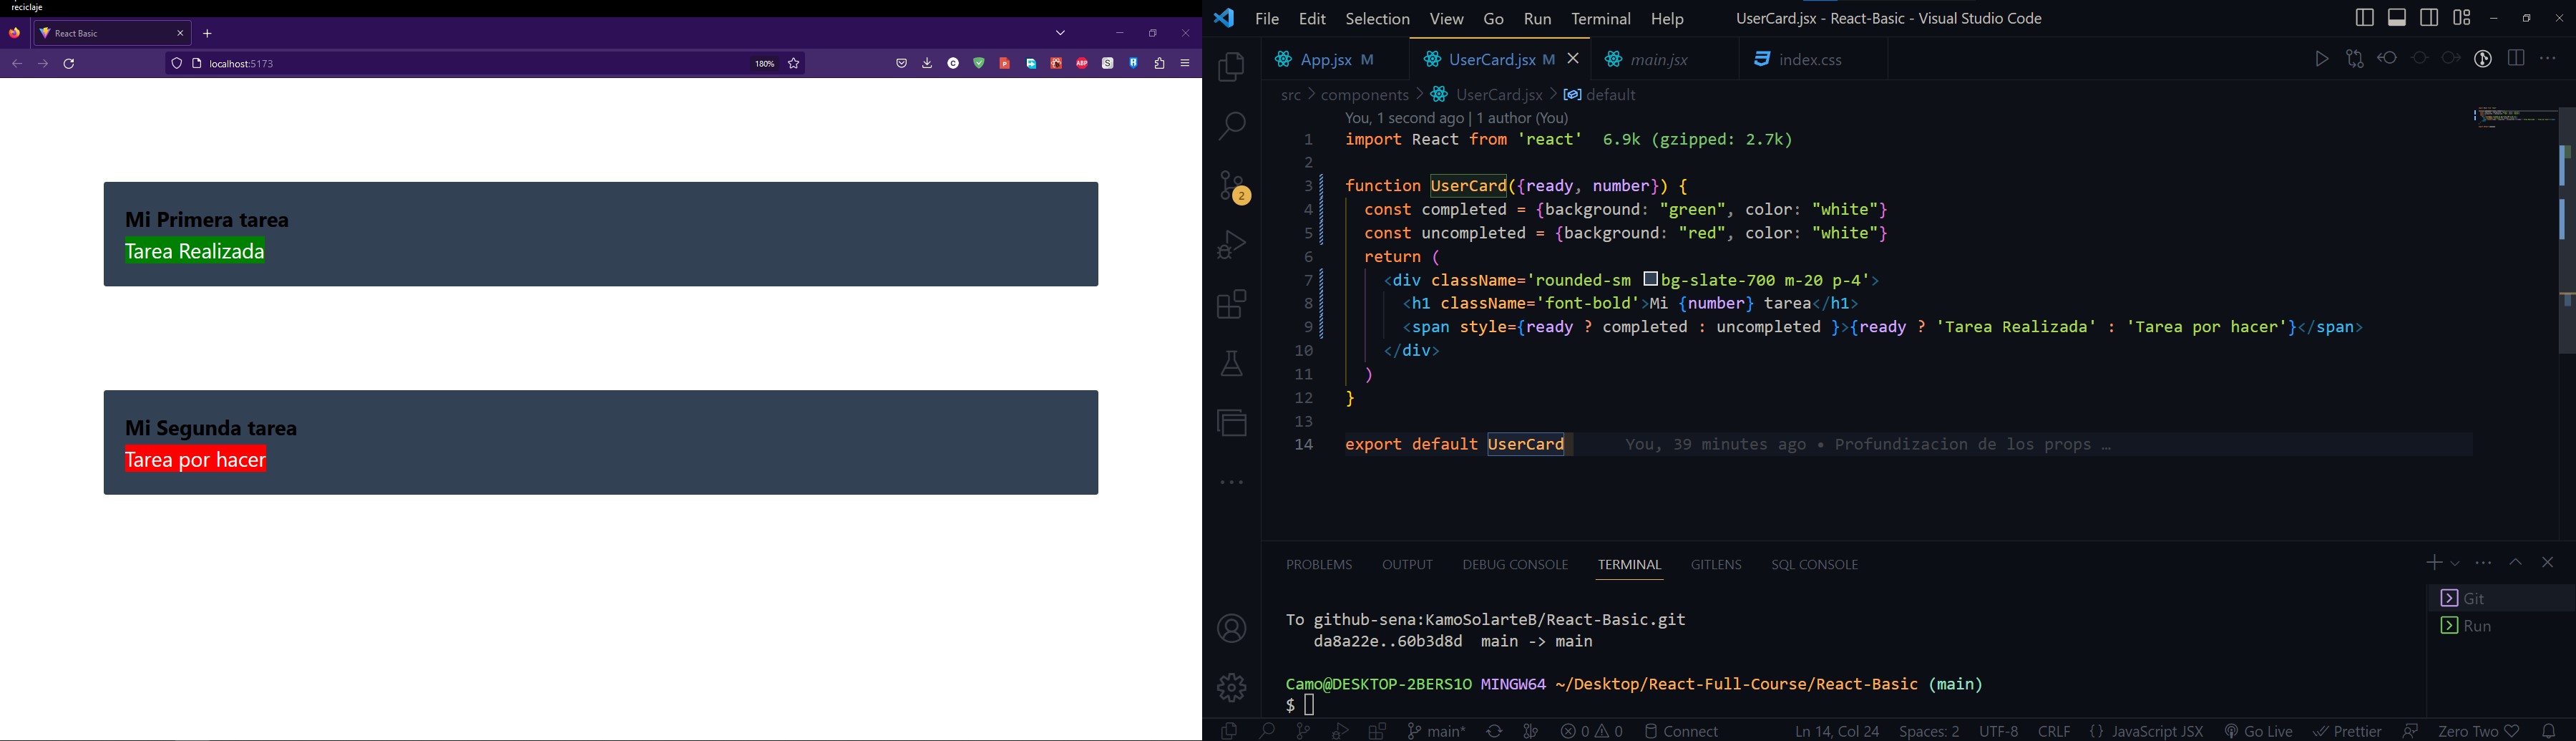 reciclaje
React Basic
localhost:5173
180%
Mi Primera tarea
Tarea Realizada
Mi Segunda tarea
Tarea por hacer
File Edit Selection View Go Run Terminal Help
UserCard.jsx - React-Basic - Visual Studio Code
App.jsx M
UserCard.jsx M
main.jsx
index.css
src > components > UserCard.jsx > default
You, 1 second ago | 1 author (You)
1 import React from 'react' 6.9k (gzipped: 2.7k)
2
3 function UserCard({ready, number}) {
4 const completed = {background: "green", color: "white"}
5 const uncompleted = {background: "red", color: "white"}
6 return (
7 <div className='rounded-sm bg-slate-700 m-20 p-4'>
8 <h1 className='font-bold'>Mi {number} tarea</h1>
9 <span style={ready ? completed : uncompleted }>{ready ? 'Tarea Realizada' : 'Tarea por hacer'}</span>
10 </div>
11 )
12 }
13
14 export default UserCard You, 39 minutes ago • Profundizacion de los props …
2
PROBLEMS OUTPUT DEBUG CONSOLE TERMINAL GITLENS SQL CONSOLE
To github-sena:KamoSolarteB/React-Basic.git
da8a22e..60b3d8d main -> main
Camo@DESKTOP-2BERS1O MINGW64 ~/Desktop/React-Full-Course/React-Basic (main)
$
Git
Run
main* 0 0 Connect Ln 14, Col 24 Spaces: 2 UTF-8 CRLF {} JavaScript JSX Go Live Prettier Zero Two